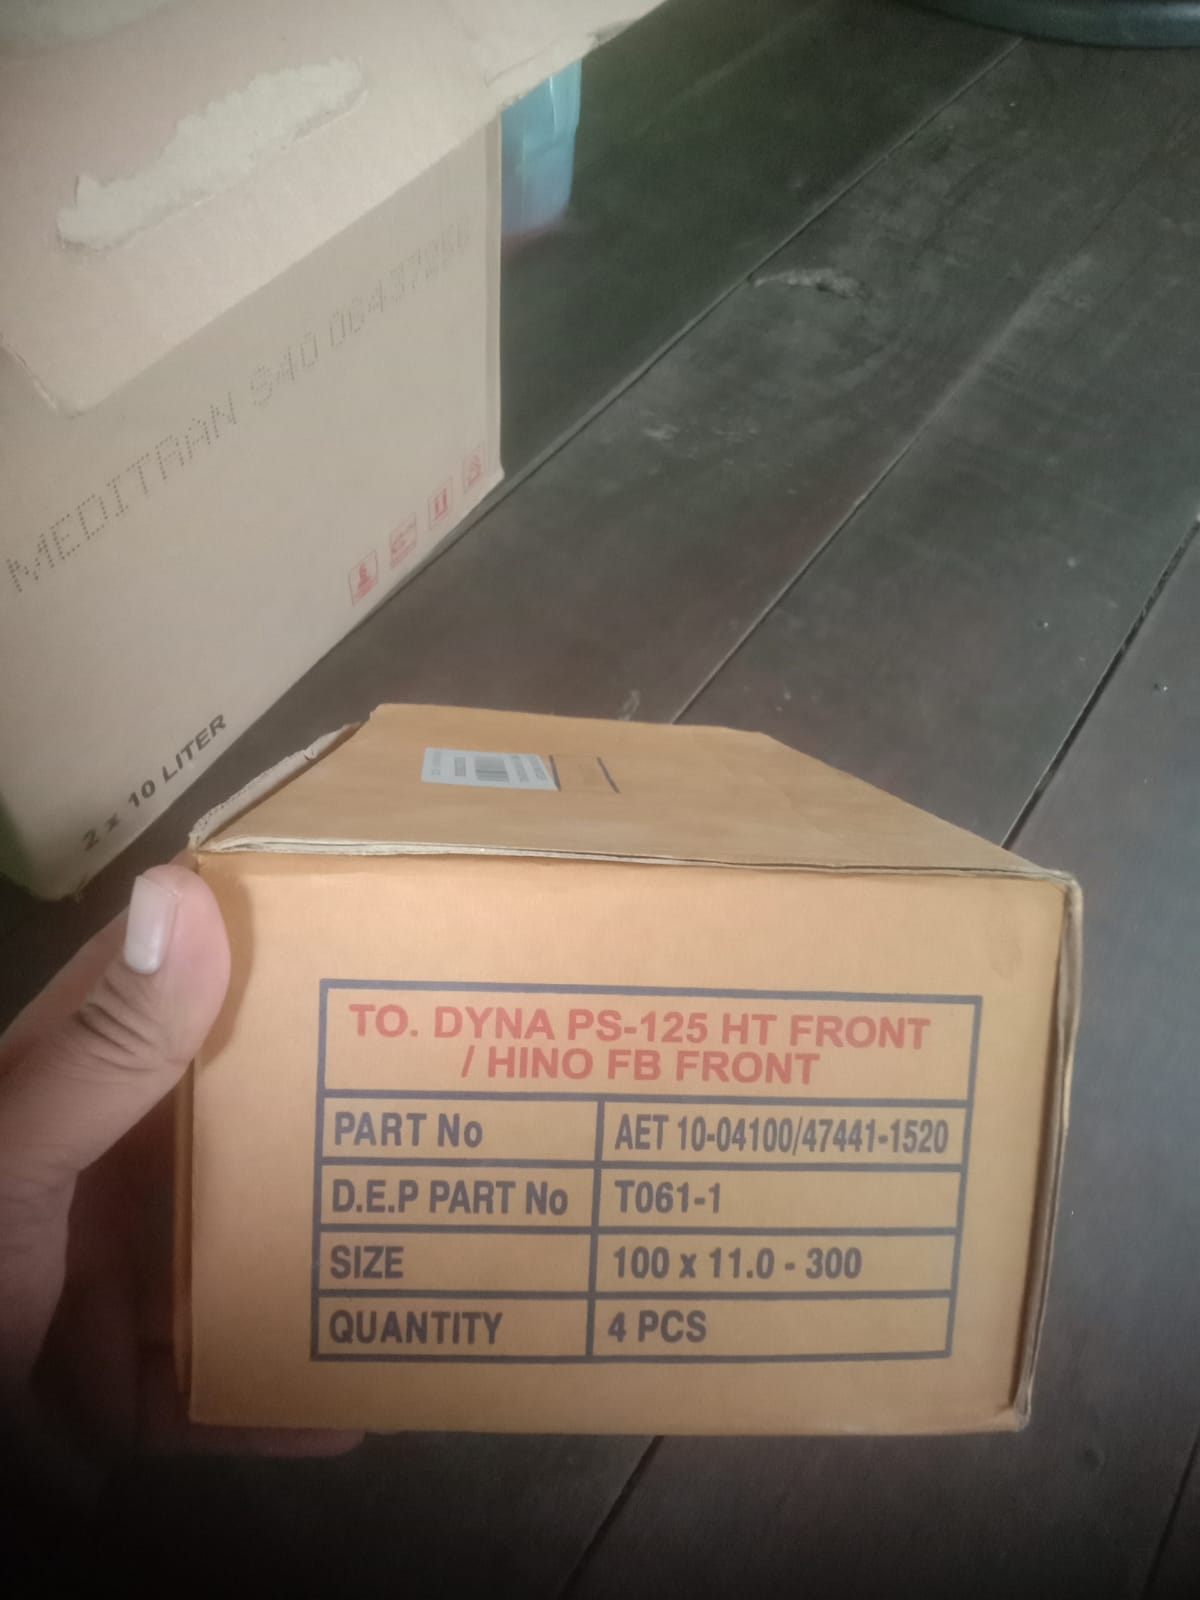 MEDITRAN S40 06437256
2 x 10 LITER
TO. DYNA PS-125 HT FRONT
/ HINO FB FRONT
PART No AET 10-04100/47441-1520
D.E.P PART No T061-1
SIZE 100 x 11.0 - 300
QUANTITY 4 PCS